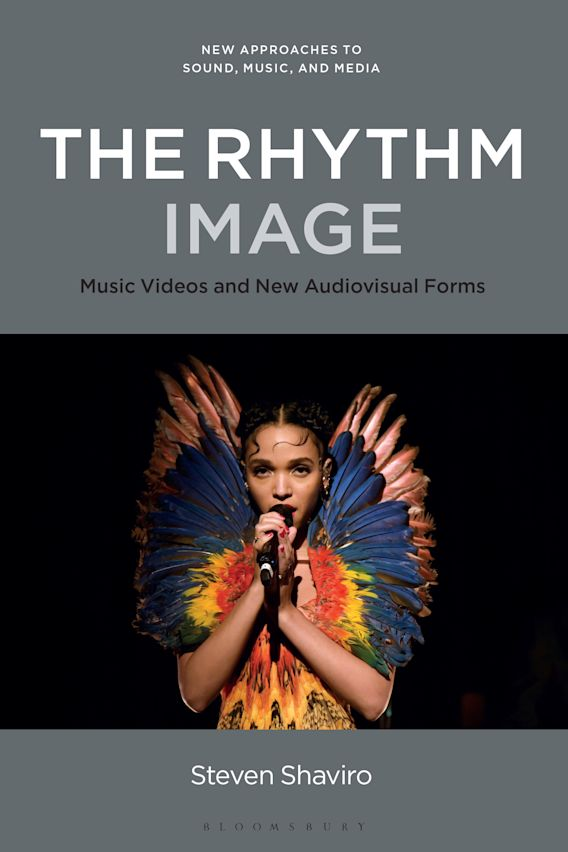 NEW APPROACHES TO
SOUND, MUSIC, AND MEDIA
THE RHYTHM
IMAGE
Music Videos and New Audiovisual Forms
Steven Shaviro
BLOOMSBURY